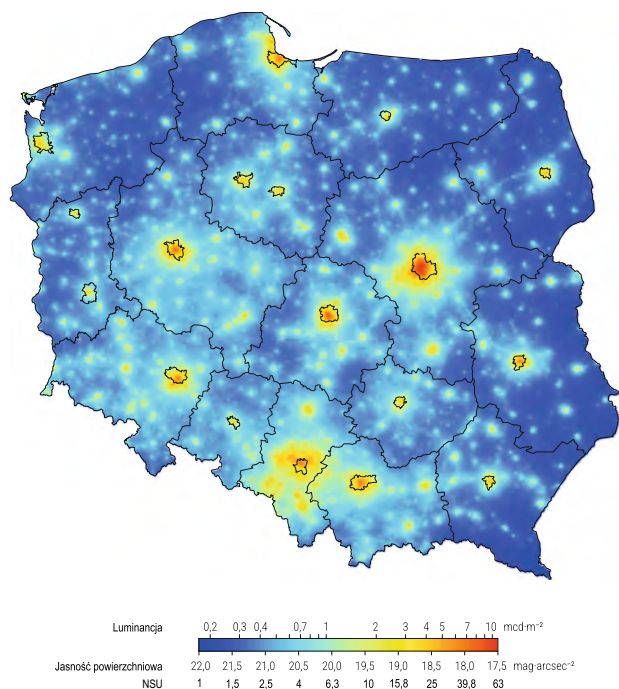 Luminancja 0,2 0,3 0,4 0,7 1 2 3 4 5 7 10 mcd·m⁻²
Jasność powierzchniowa 22,0 21,5 21,0 20,5 20,0 19,5 19,0 18,5 18,0 17,5 mag·arcsec⁻²
NSU 1 1,5 2,5 4 6,3 10 15,8 25 39,8 63